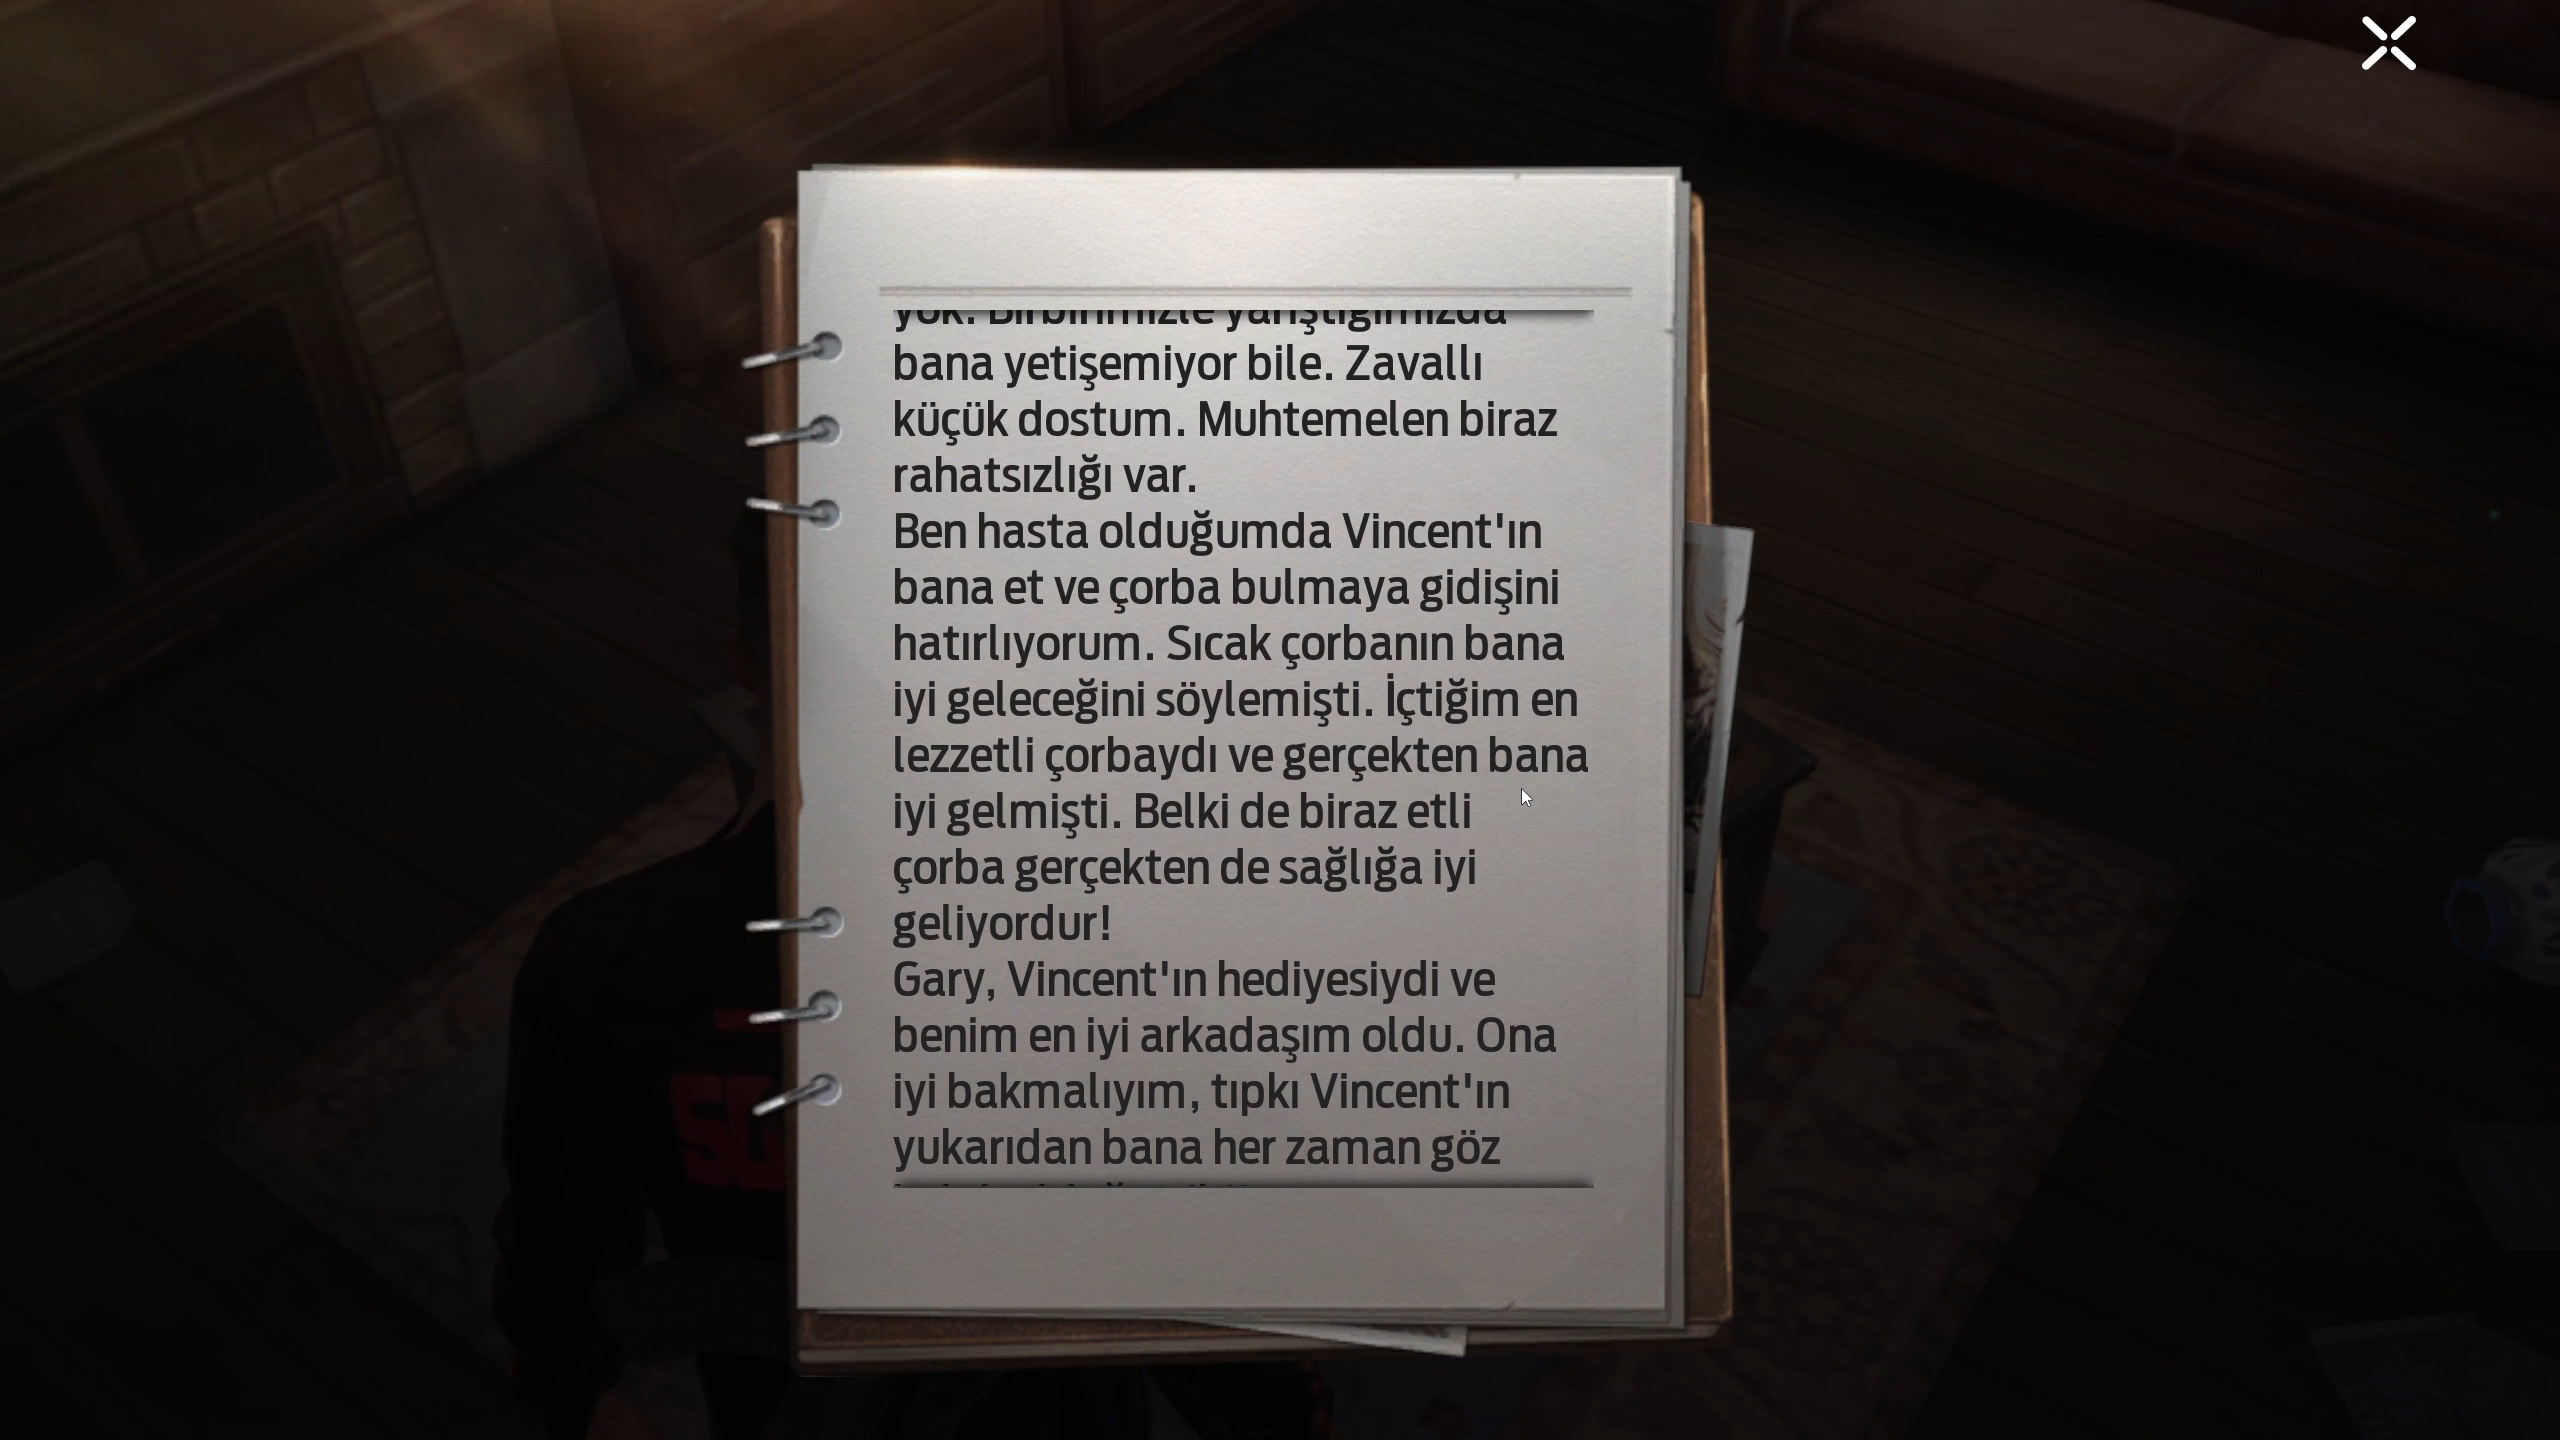 yok. Birbirimizle yarıştığımızda
bana yetişemiyor bile. Zavallı
küçük dostum. Muhtemelen biraz
rahatsızlığı var.
Ben hasta olduğumda Vincent'ın
bana et ve çorba bulmaya gidişini
hatırlıyorum. Sıcak çorbanın bana
iyi geleceğini söylemişti. İçtiğim en
lezzetli çorbaydı ve gerçekten bana
iyi gelmişti. Belki de biraz etli
çorba gerçekten de sağlığa iyi
geliyordur!
Gary, Vincent'ın hediyesiydi ve
benim en iyi arkadaşım oldu. Ona
iyi bakmalıyım, tıpkı Vincent'ın
yukarıdan bana her zaman göz